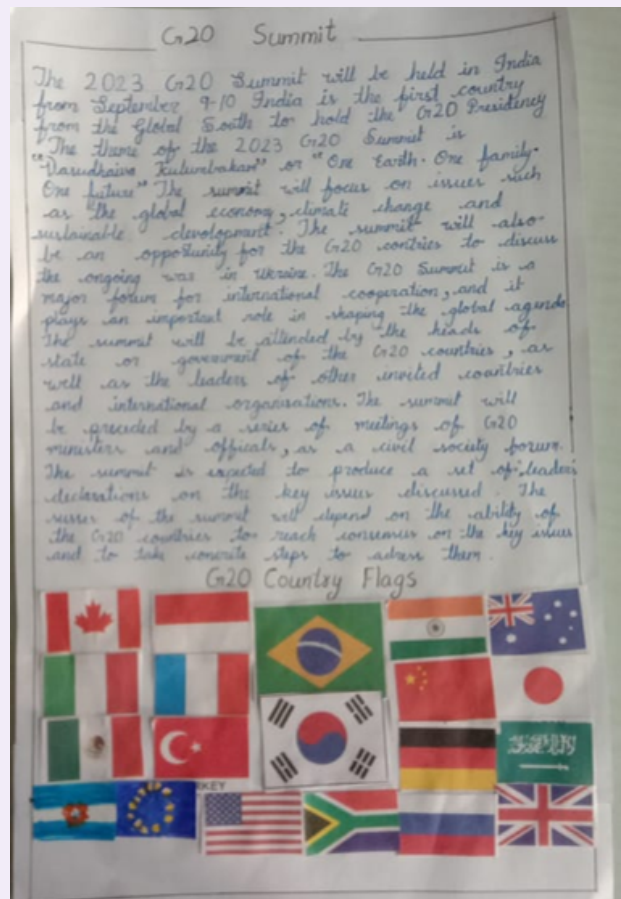 G20 Summit
The 2023 G20 Summit will be held in India
from September 9-10 India is the first country
from the Global South to hold the G20 Presidency
"The theme of the 2023 G20 Summit is
"Vasudhaiva Kutumbakam" or "One Earth. One family.
One future" The summit will focus on issues such
as the global economy, climate change and
sustainable development. The summit will also
be an opportunity for the G20 contries to discuss
the ongoing war in Ukraine. The G20 Summit is a
major forum for international cooperation, and it
plays an important role in shaping the global agenda
The summit will be attended by the heads of
state or government of the G20 countries, as
well as the leaders of other invited countries
and international organisations. The summit will
be preceded by a series of meetings of G20
ministers and officals, as a civil society forum.
The summit is expected to produce a set of leader's
declarations on the key issues discussed. The
of the summit will depend on the ability of
the G20 countries to reach consensus on the key issues
and to take concrete steps to adress them.
G20 Country Flags
RKEY